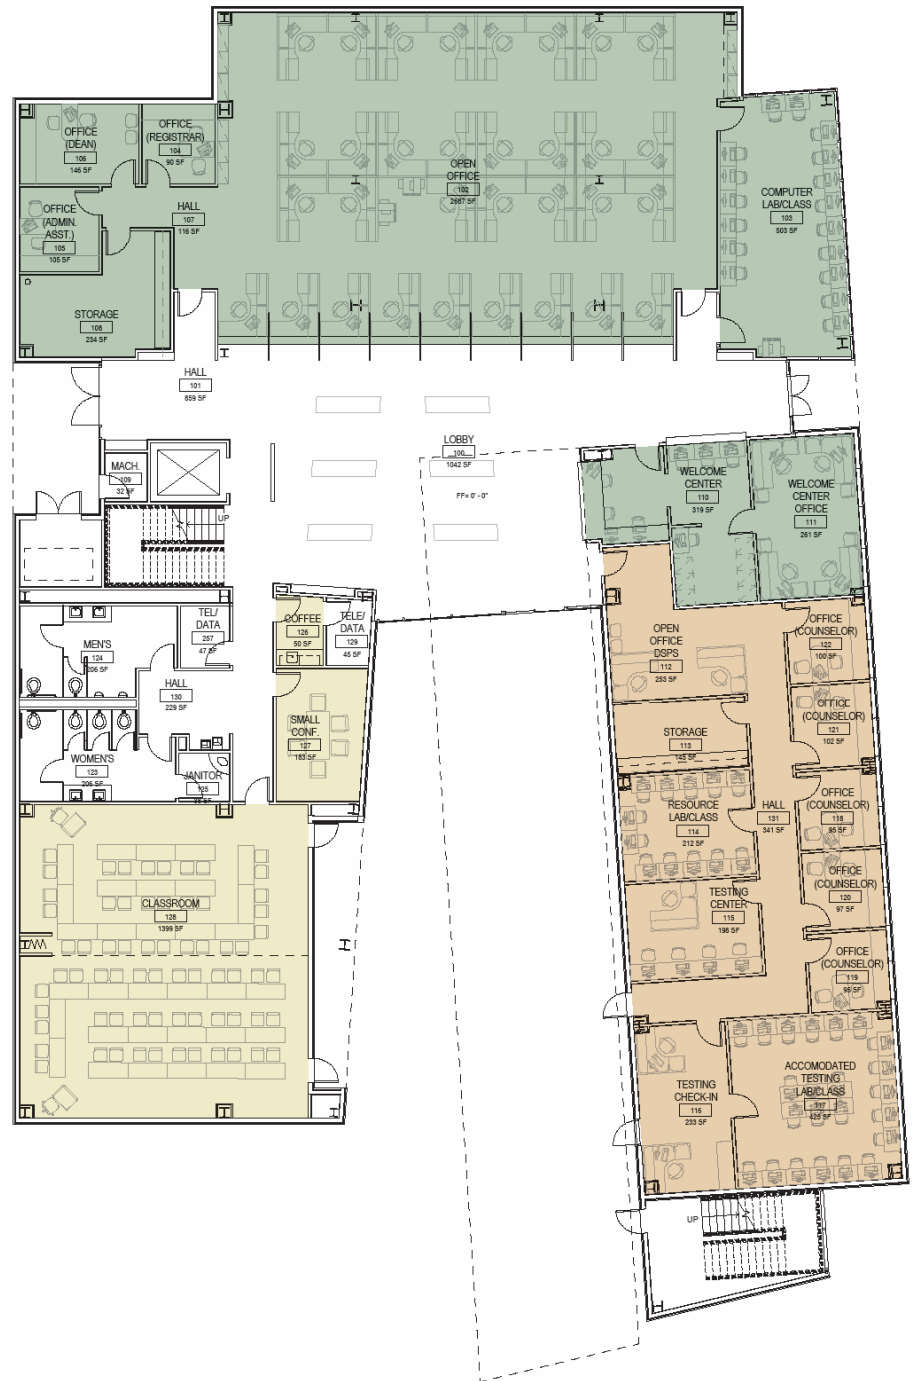 OFFICE
(DEAN)
106
146 SF
OFFICE
(REGISTRAR)
104
90 SF
OPEN
OFFICE
102
2687 SF
COMPUTER
LAB/CLASS
103
503 SF
OFFICE
(ADMIN.
ASST.)
105
105 SF
HALL
107
116 SF
STORAGE
108
234 SF
HALL
101
859 SF
LOBBY
100
1042 SF
FF= 0' - 0"
MACH.
109
32 SF
UP
WELCOME
CENTER
110
319 SF
WELCOME
CENTER
OFFICE
111
261 SF
TEL/
DATA
257
47 SF
COFFEE
126
50 SF
TELE/
DATA
129
45 SF
MEN'S
124
206 SF
HALL
130
229 SF
OPEN
OFFICE
DSPS
112
253 SF
OFFICE
(COUNSELOR)
122
100 SF
SMALL
CONF.
127
163 SF
OFFICE
(COUNSELOR)
121
102 SF
STORAGE
113
145 SF
WOMEN'S
123
206 SF
JANITOR
125
RESOURCE
LAB/CLASS
114
212 SF
HALL
131
341 SF
OFFICE
(COUNSELOR)
118
95 SF
OFFICE
(COUNSELOR)
120
97 SF
TESTING
CENTER
115
198 SF
CLASSROOM
128
1399 SF
OFFICE
(COUNSELOR)
119
95 SF
TESTING
CHECK-IN
116
233 SF
ACCOMODATED
TESTING
LAB/CLASS
117
425 SF
UP